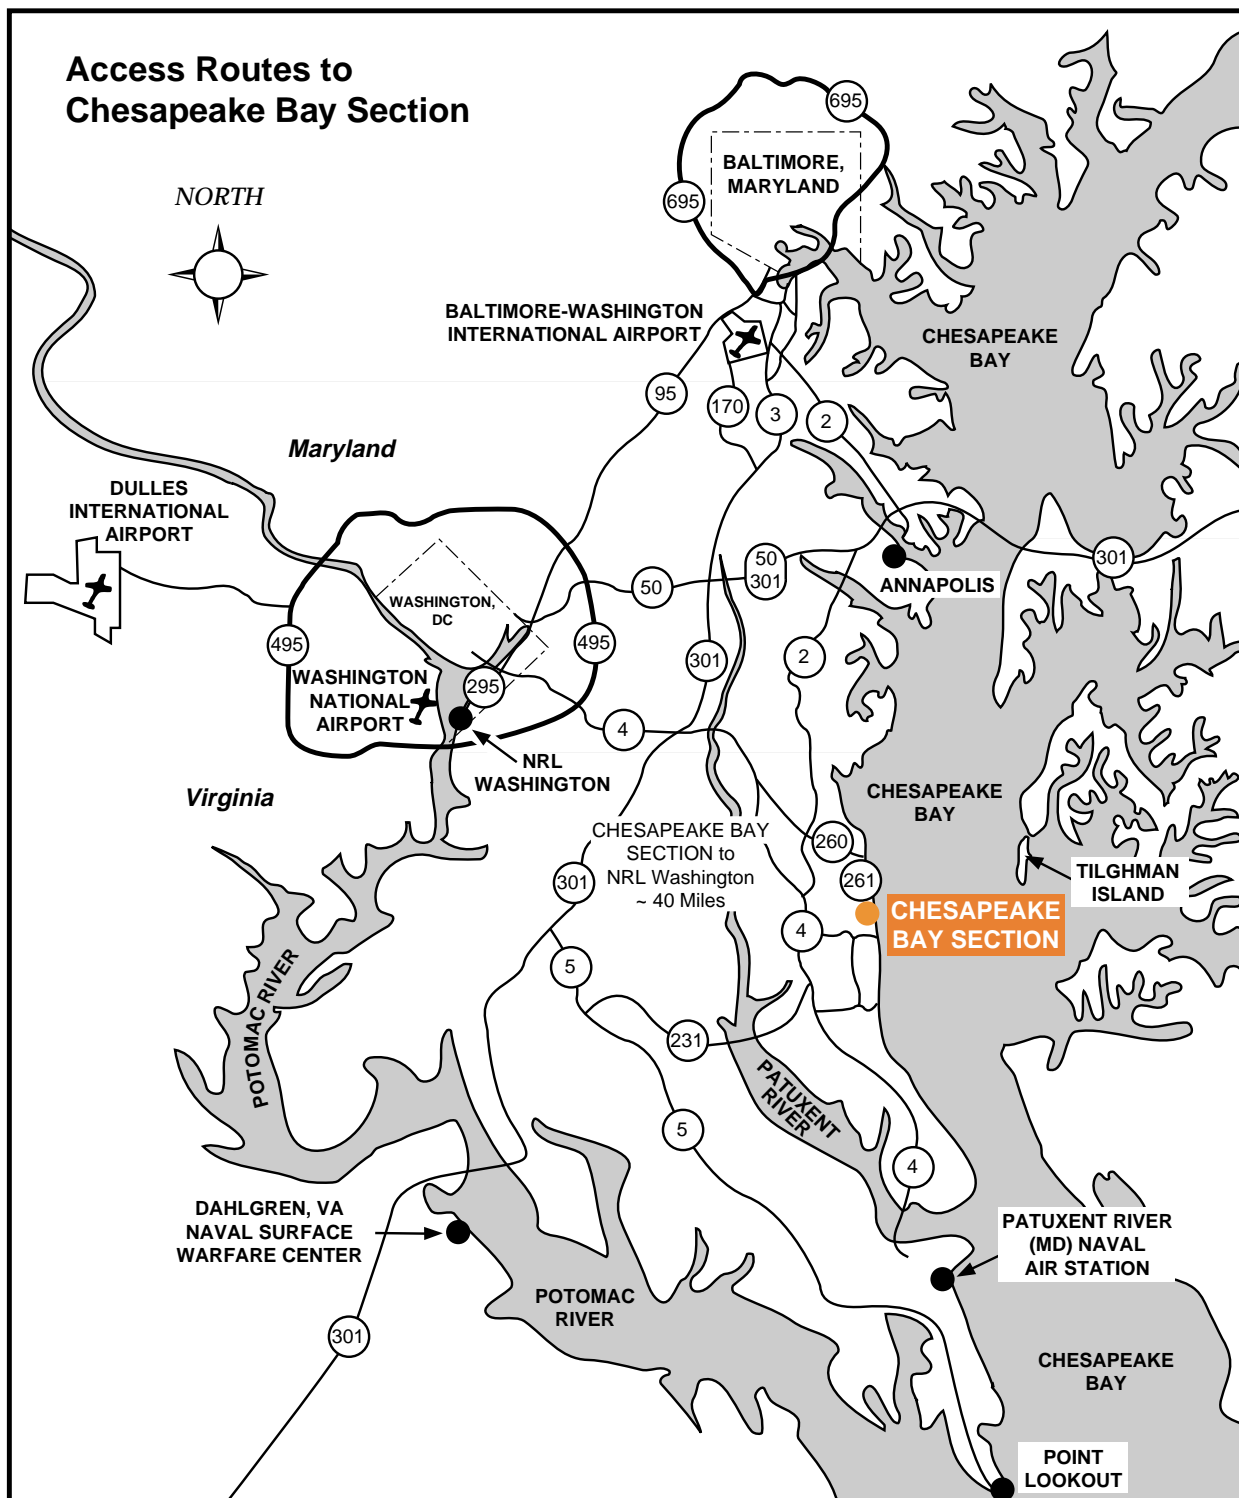 Access Routes to
Chesapeake Bay Section
NORTH
695
BALTIMORE,
MARYLAND
695
BALTIMORE-WASHINGTON
INTERNATIONAL AIRPORT
CHESAPEAKE
BAY
95
170
3
2
Maryland
DULLES
INTERNATIONAL
AIRPORT
50
301
301
ANNAPOLIS
50
WASHINGTON,
DC
495
495
2
301
WASHINGTON
NATIONAL
AIRPORT
295
4
NRL
WASHINGTON
Virginia
CHESAPEAKE
BAY
CHESAPEAKE BAY
SECTION to
NRL Washington
~ 40 Miles
260
261
301
TILGHMAN
ISLAND
CHESAPEAKE
BAY SECTION
4
5
POTOMAC RIVER
231
PATUXENT
RIVER
5
4
DAHLGREN, VA
NAVAL SURFACE
WARFARE CENTER
PATUXENT RIVER
(MD) NAVAL
AIR STATION
POTOMAC
RIVER
301
CHESAPEAKE
BAY
POINT
LOOKOUT